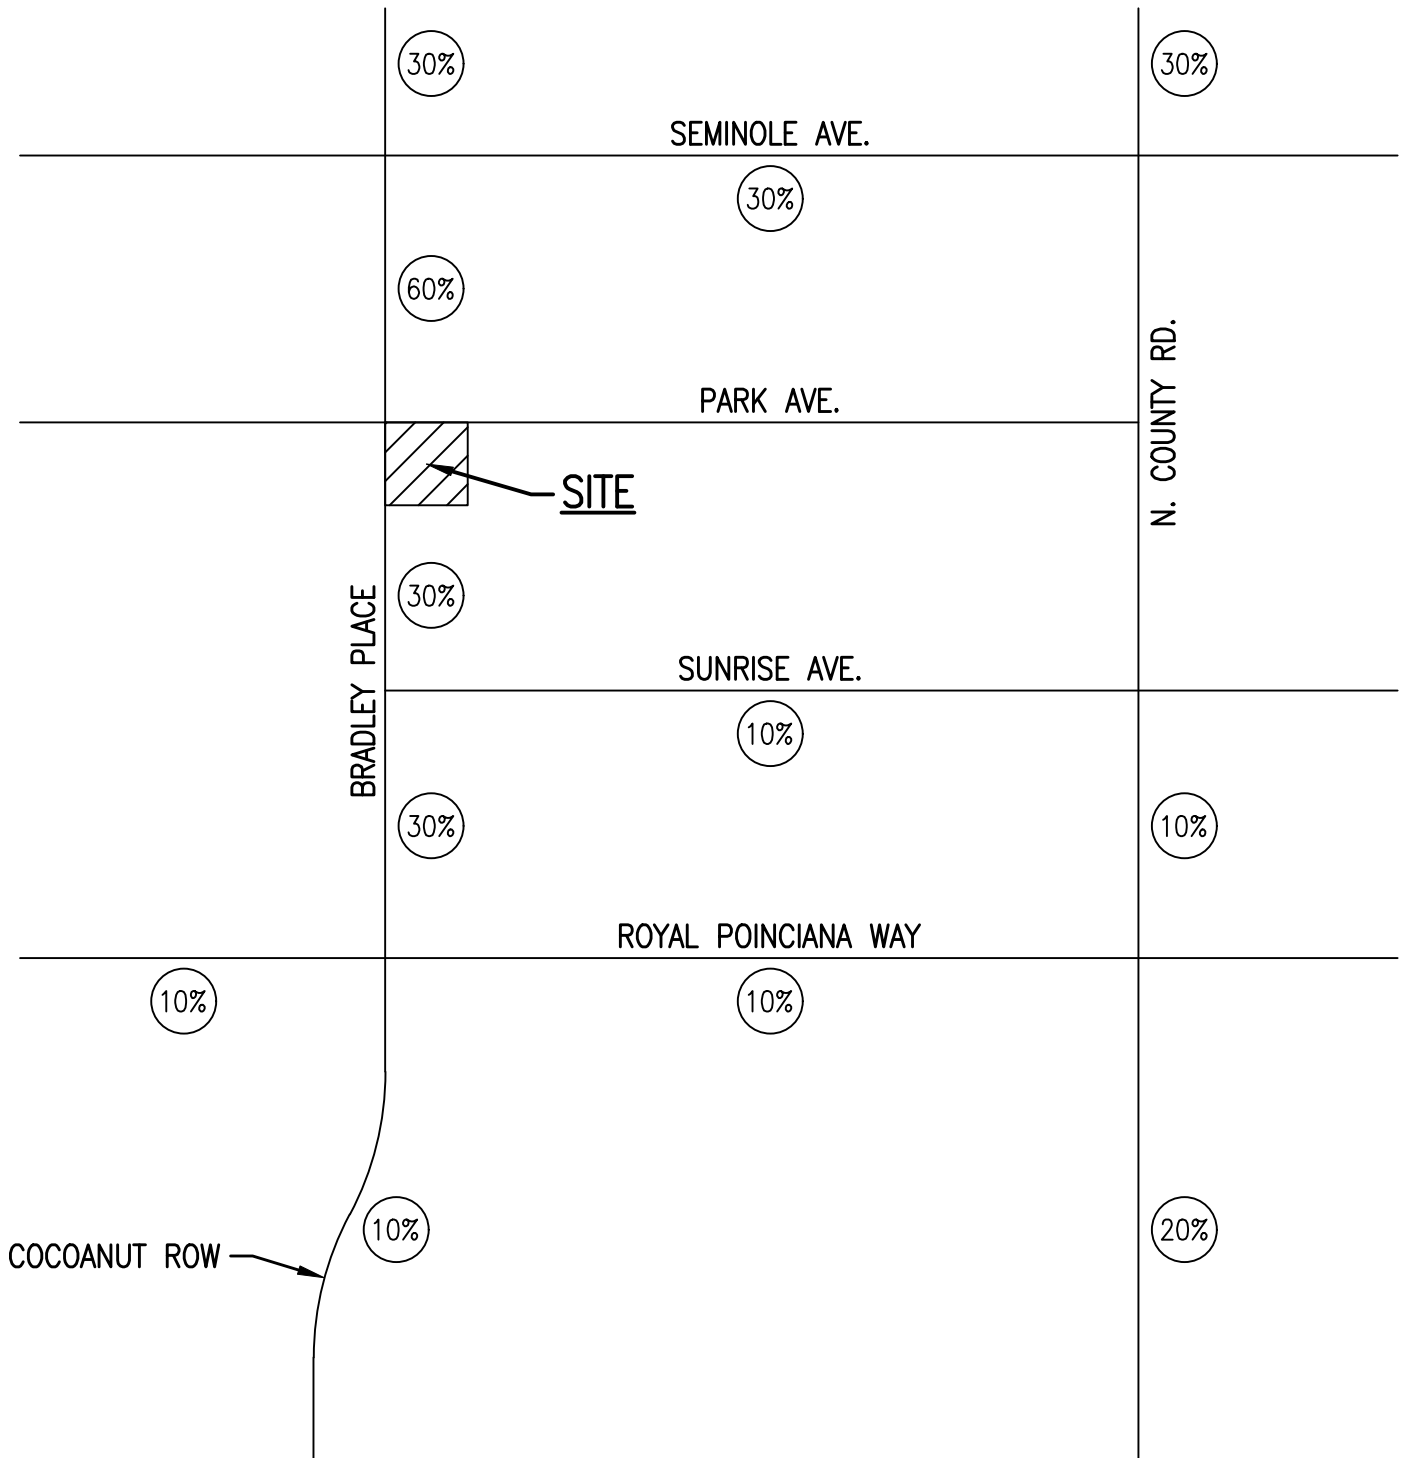 30%
30%
SEMINOLE AVE.
30%
60%
N. COUNTY RD.
PARK AVE.
SITE
BRADLEY PLACE
30%
SUNRISE AVE.
10%
30%
10%
ROYAL POINCIANA WAY
10%
10%
10%
20%
COCOANUT ROW